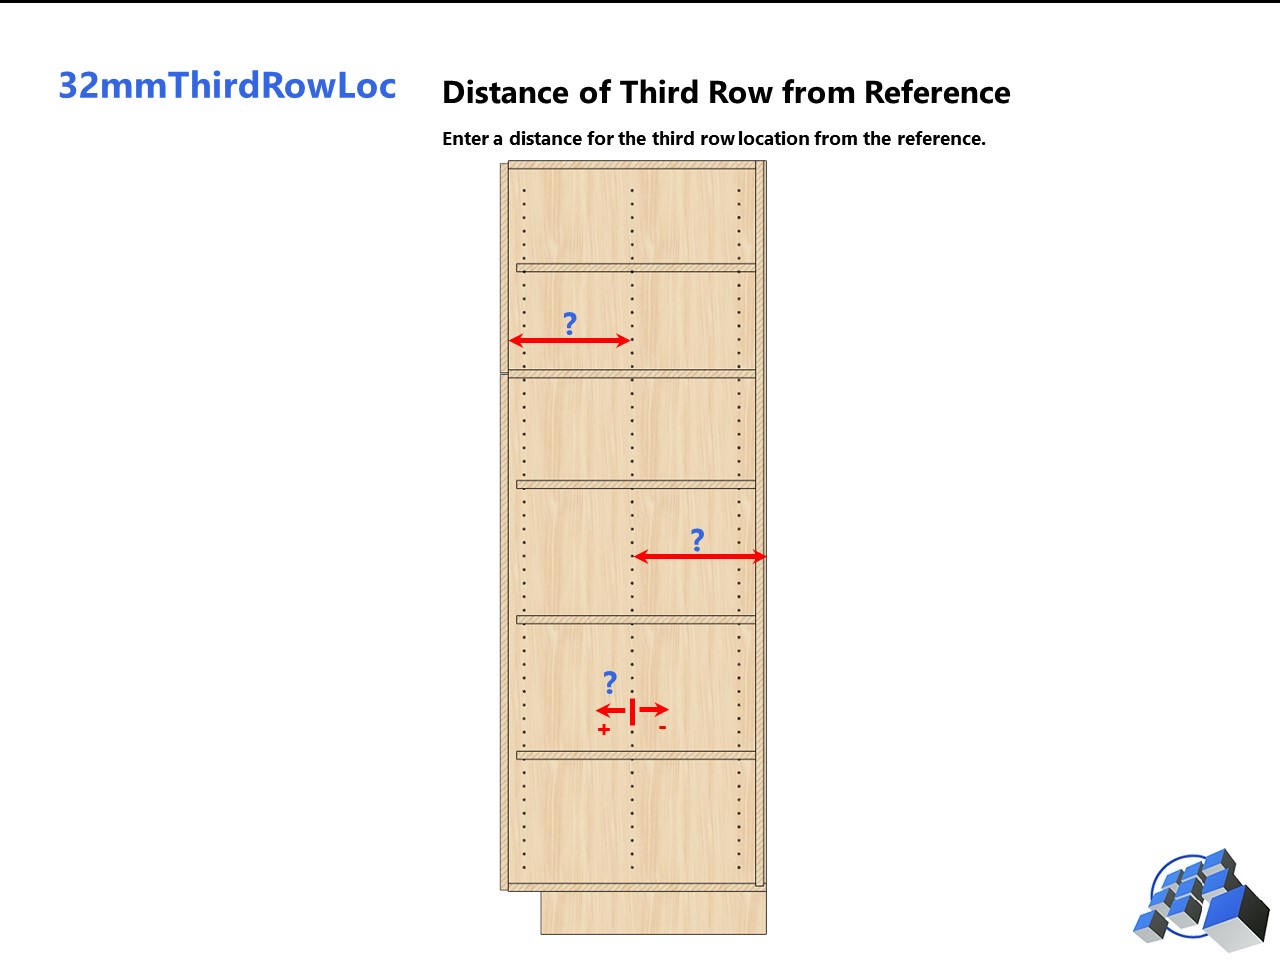 32mmThirdRowLoc
Distance of Third Row from Reference
Enter a distance for the third row location from the reference.
?
?
?
+ -